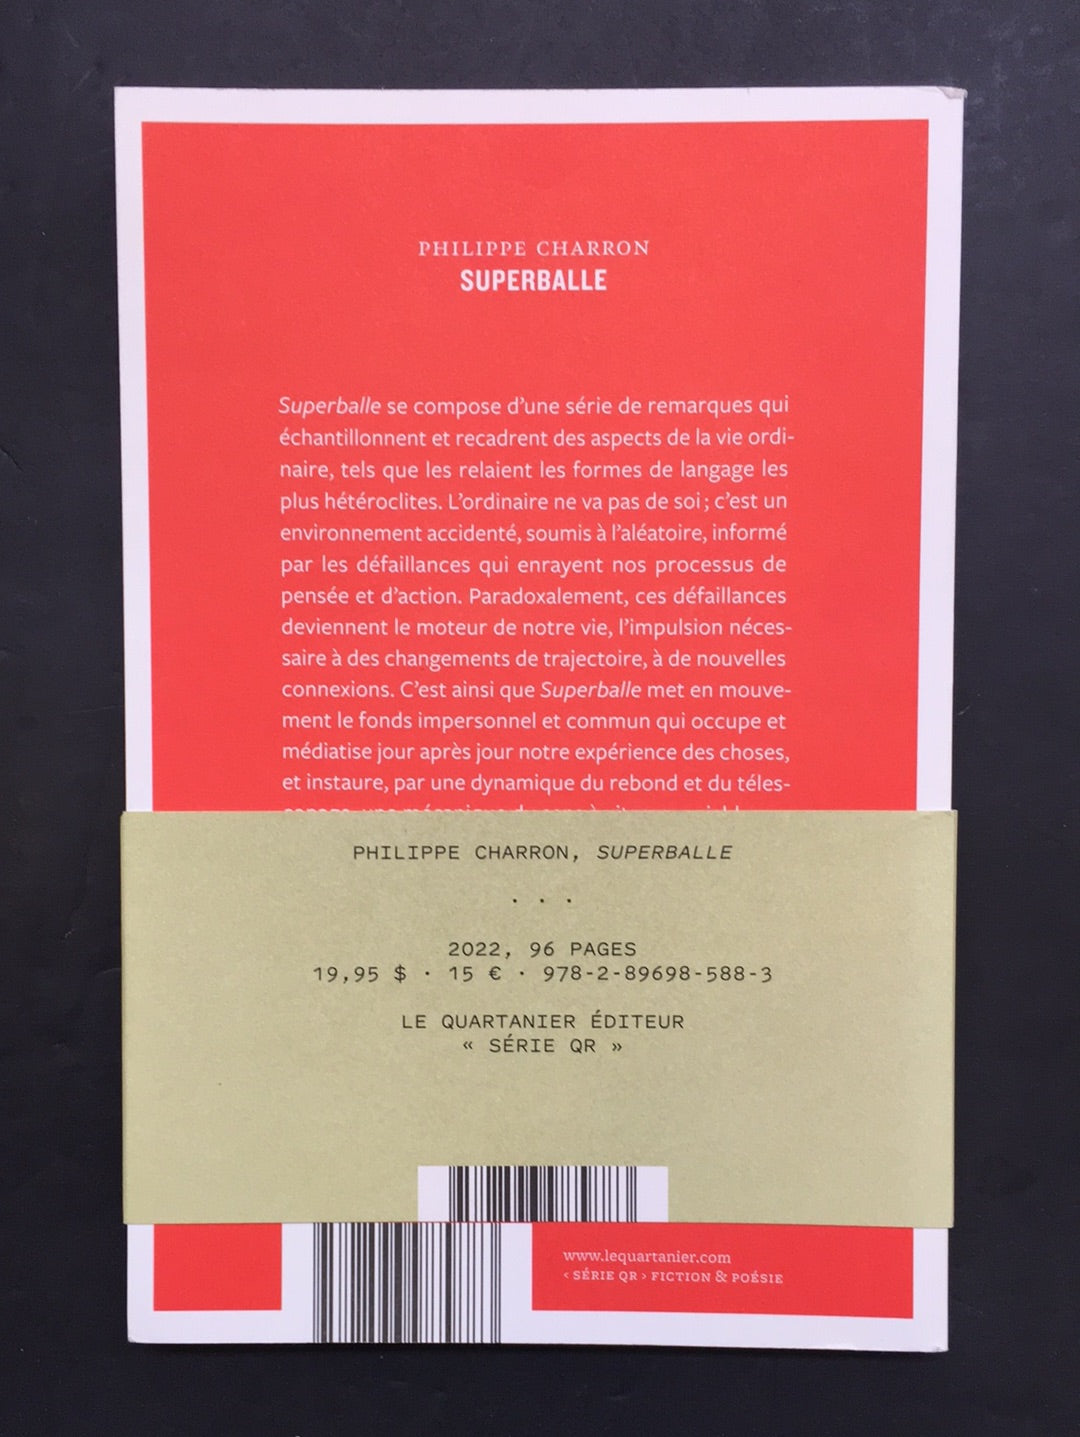 PHILIPPE CHARRON
SUPERBALLE
Superballe se compose d’une série de remarques qui
échantillonnent et recadrent des aspects de la vie ordi-
naire, tels que les relaient les formes de langage les
plus hétéroclites. L’ordinaire ne va pas de soi ; c’est un
environnement accidenté, soumis à l’aléatoire, informé
par les défaillances qui enrayent nos processus de
pensée et d’action. Paradoxalement, ces défaillances
deviennent le moteur de notre vie, l’impulsion néces-
saire à des changements de trajectoire, à de nouvelles
connexions. C’est ainsi que Superballe met en mouve-
ment le fonds impersonnel et commun qui occupe et
médiatise jour après jour notre expérience des choses,
et instaure, par une dynamique du rebond et du téles-
PHILIPPE CHARRON, SUPERBALLE
. . .
2022, 96 PAGES
19,95 $ · 15 € · 978-2-89698-588-3
LE QUARTANIER ÉDITEUR
« SÉRIE QR »
www.lequartanier.com
‹ SÉRIE QR › FICTION & POÉSIE